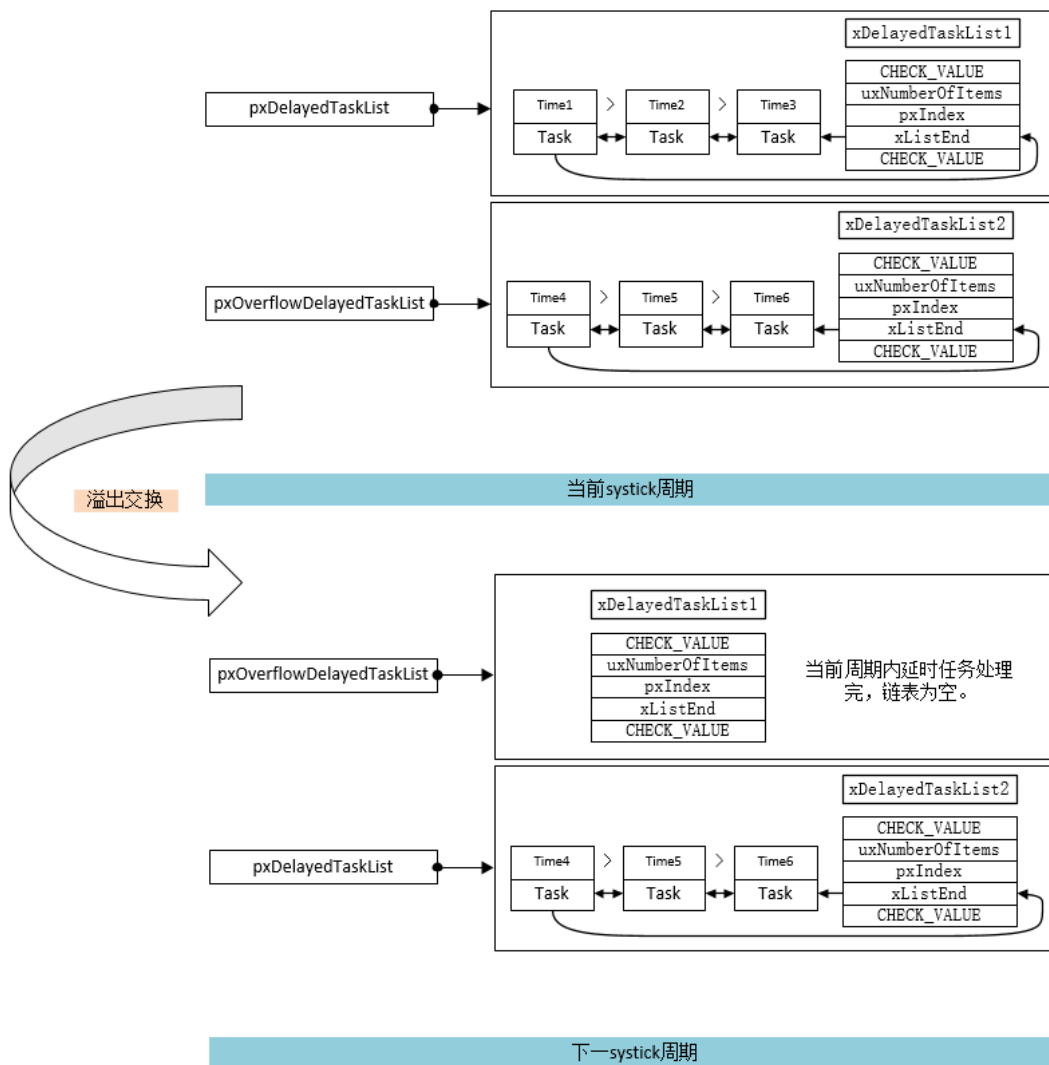 xDelayedTaskList1
CHECK_VALUE
uxNumberOfItems
pxIndex
xListEnd
CHECK_VALUE
pxDelayedTaskList
Time1 > Time2 > Time3
Task Task Task
xDelayedTaskList2
CHECK_VALUE
uxNumberOfItems
pxIndex
xListEnd
CHECK_VALUE
pxOverflowDelayedTaskList
Time4 > Time5 > Time6
Task Task Task
溢出交换
当前systick周期
xDelayedTaskList1
CHECK_VALUE
uxNumberOfItems
pxIndex
xListEnd
CHECK_VALUE
pxOverflowDelayedTaskList
当前周期内延时任务处理
完，链表为空。
xDelayedTaskList2
CHECK_VALUE
uxNumberOfItems
pxIndex
xListEnd
CHECK_VALUE
pxDelayedTaskList
Time4 > Time5 > Time6
Task Task Task
下一systick周期